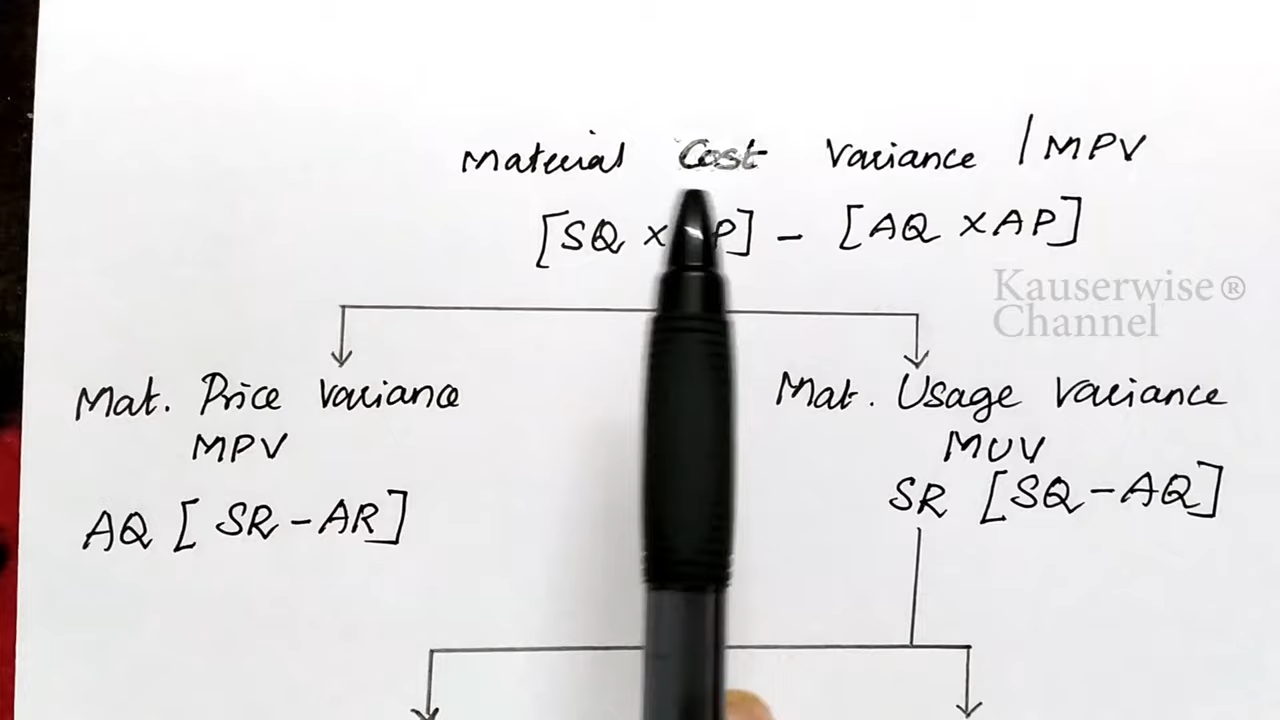 Material Cost Variance / MPV
[SQ × P] - [AQ × AP]
Kauserwise®
Channel
Mat. Price Variance
MPV
AQ [SR - AR]
Mat. Usage Variance
MUV
SR [SQ - AQ]